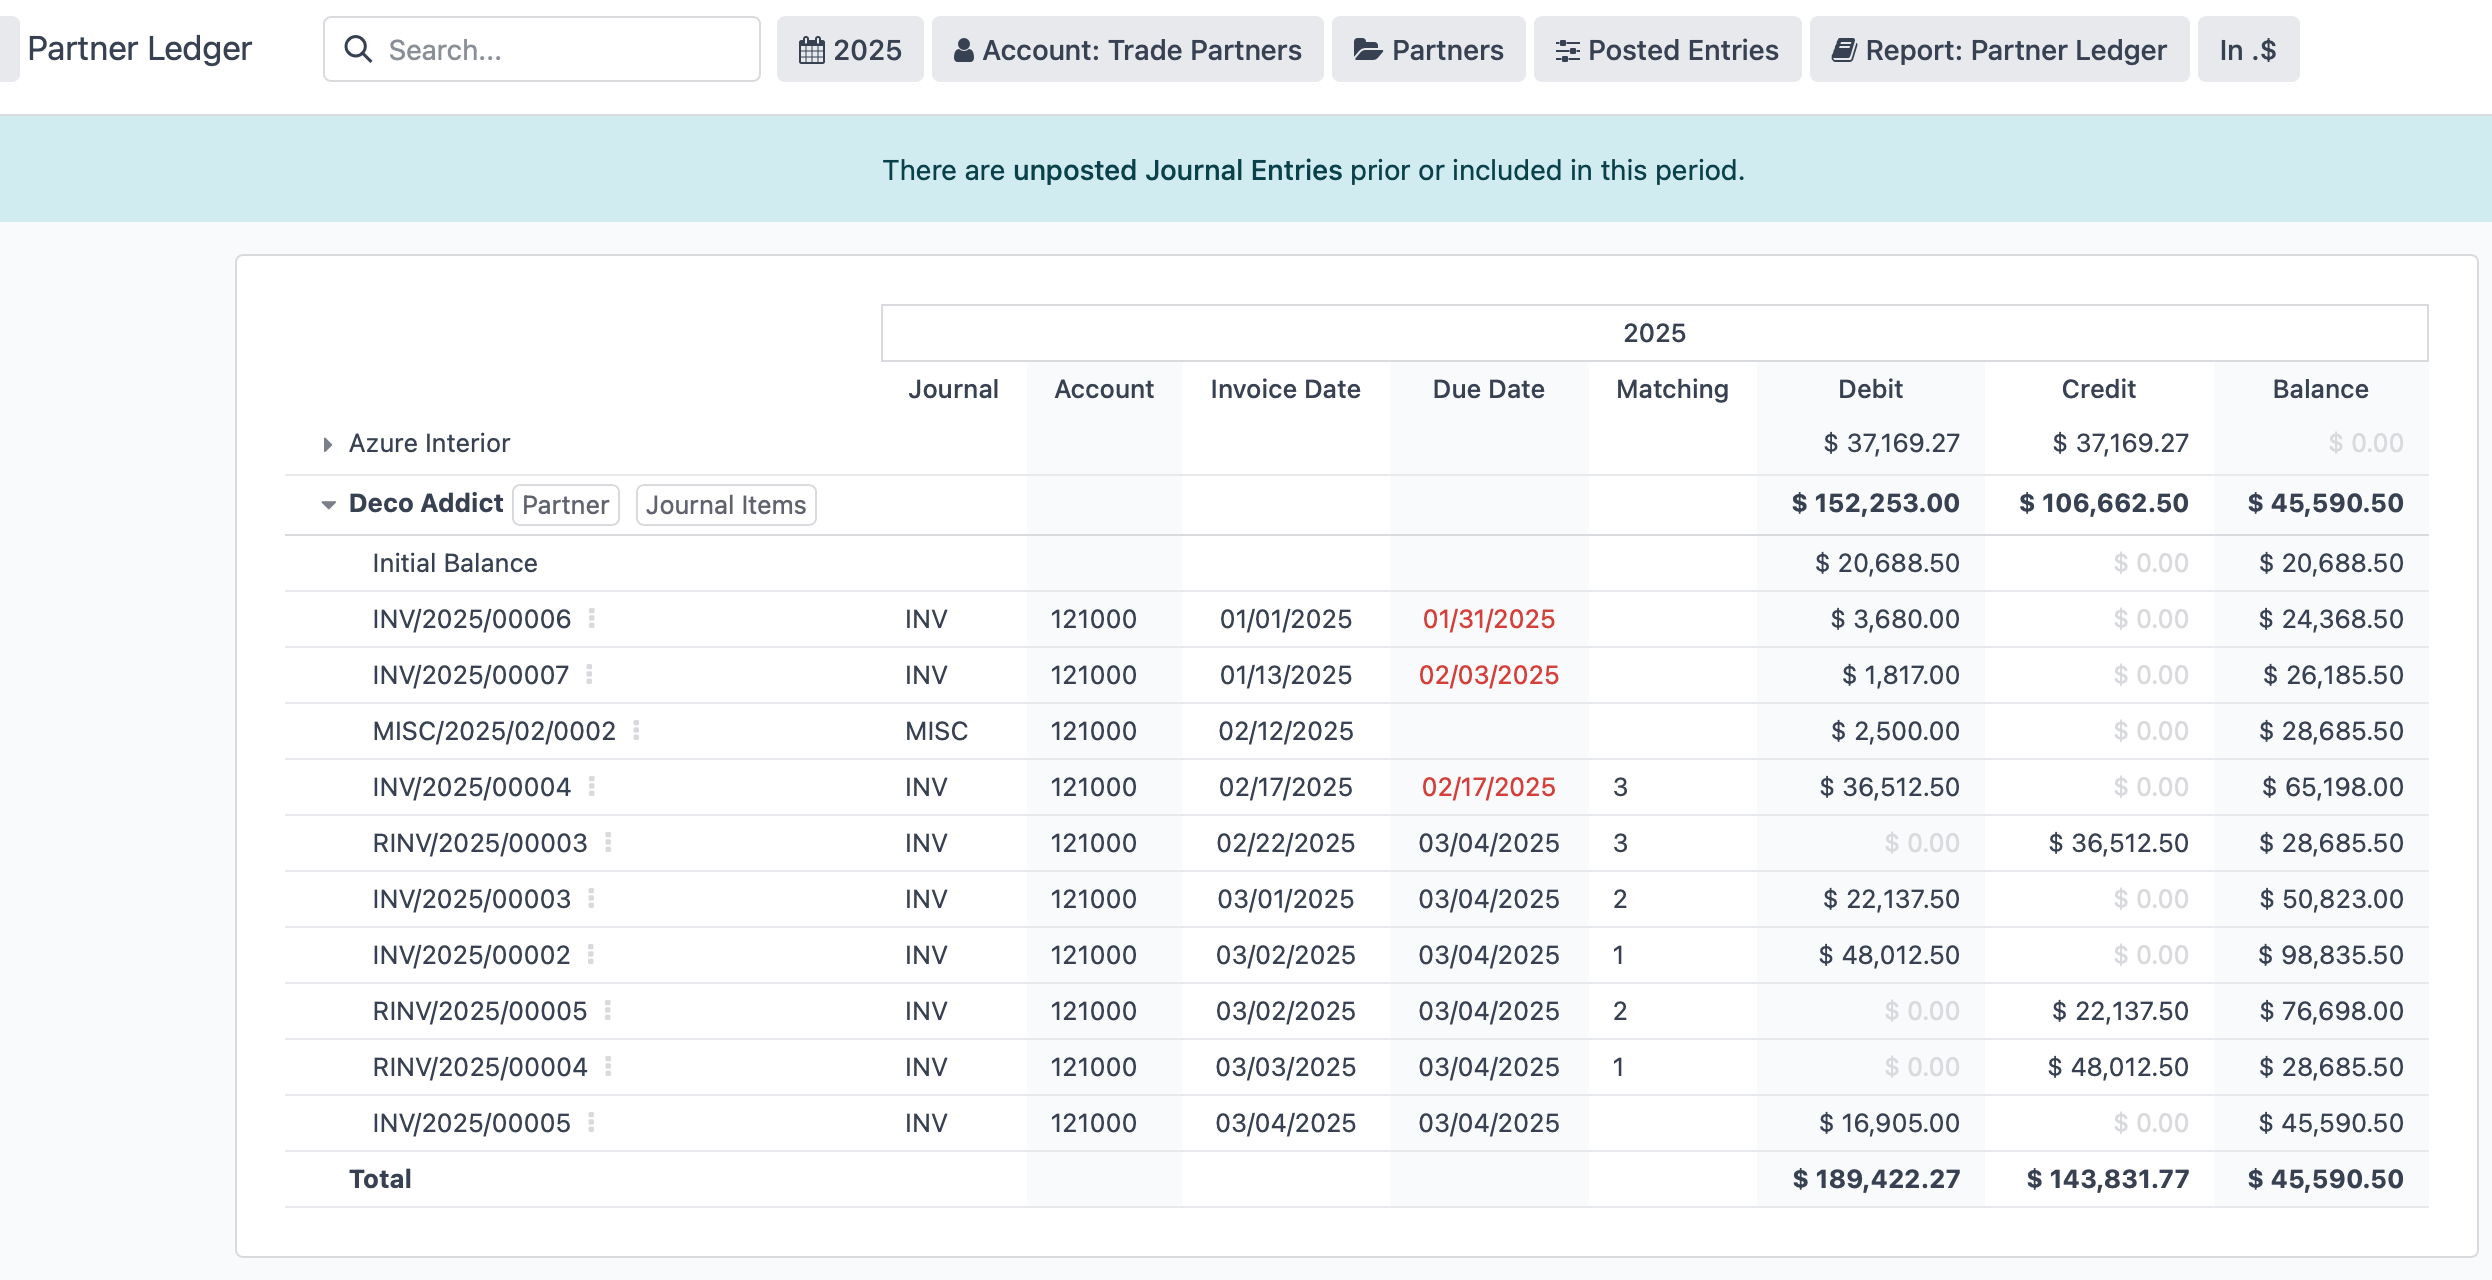 Partner Ledger Search... 2025 Account: Trade Partners Partners Posted Entries Report: Partner Ledger In .$
There are unposted Journal Entries prior or included in this period.
2025
Journal Account Invoice Date Due Date Matching Debit Credit Balance
Azure Interior $ 37,169.27 $ 37,169.27 $ 0.00
Deco Addict Partner Journal Items $ 152,253.00 $ 106,662.50 $ 45,590.50
Initial Balance $ 20,688.50 $ 0.00 $ 20,688.50
INV/2025/00006 INV 121000 01/01/2025 01/31/2025 $ 3,680.00 $ 0.00 $ 24,368.50
INV/2025/00007 INV 121000 01/13/2025 02/03/2025 $ 1,817.00 $ 0.00 $ 26,185.50
MISC/2025/02/0002 MISC 121000 02/12/2025 $ 2,500.00 $ 0.00 $ 28,685.50
INV/2025/00004 INV 121000 02/17/2025 02/17/2025 3 $ 36,512.50 $ 0.00 $ 65,198.00
RINV/2025/00003 INV 121000 02/22/2025 03/04/2025 3 $ 0.00 $ 36,512.50 $ 28,685.50
INV/2025/00003 INV 121000 03/01/2025 03/04/2025 2 $ 22,137.50 $ 0.00 $ 50,823.00
INV/2025/00002 INV 121000 03/02/2025 03/04/2025 1 $ 48,012.50 $ 0.00 $ 98,835.50
RINV/2025/00005 INV 121000 03/02/2025 03/04/2025 2 $ 0.00 $ 22,137.50 $ 76,698.00
RINV/2025/00004 INV 121000 03/03/2025 03/04/2025 1 $ 0.00 $ 48,012.50 $ 28,685.50
INV/2025/00005 INV 121000 03/04/2025 03/04/2025 $ 16,905.00 $ 0.00 $ 45,590.50
Total $ 189,422.27 $ 143,831.77 $ 45,590.50